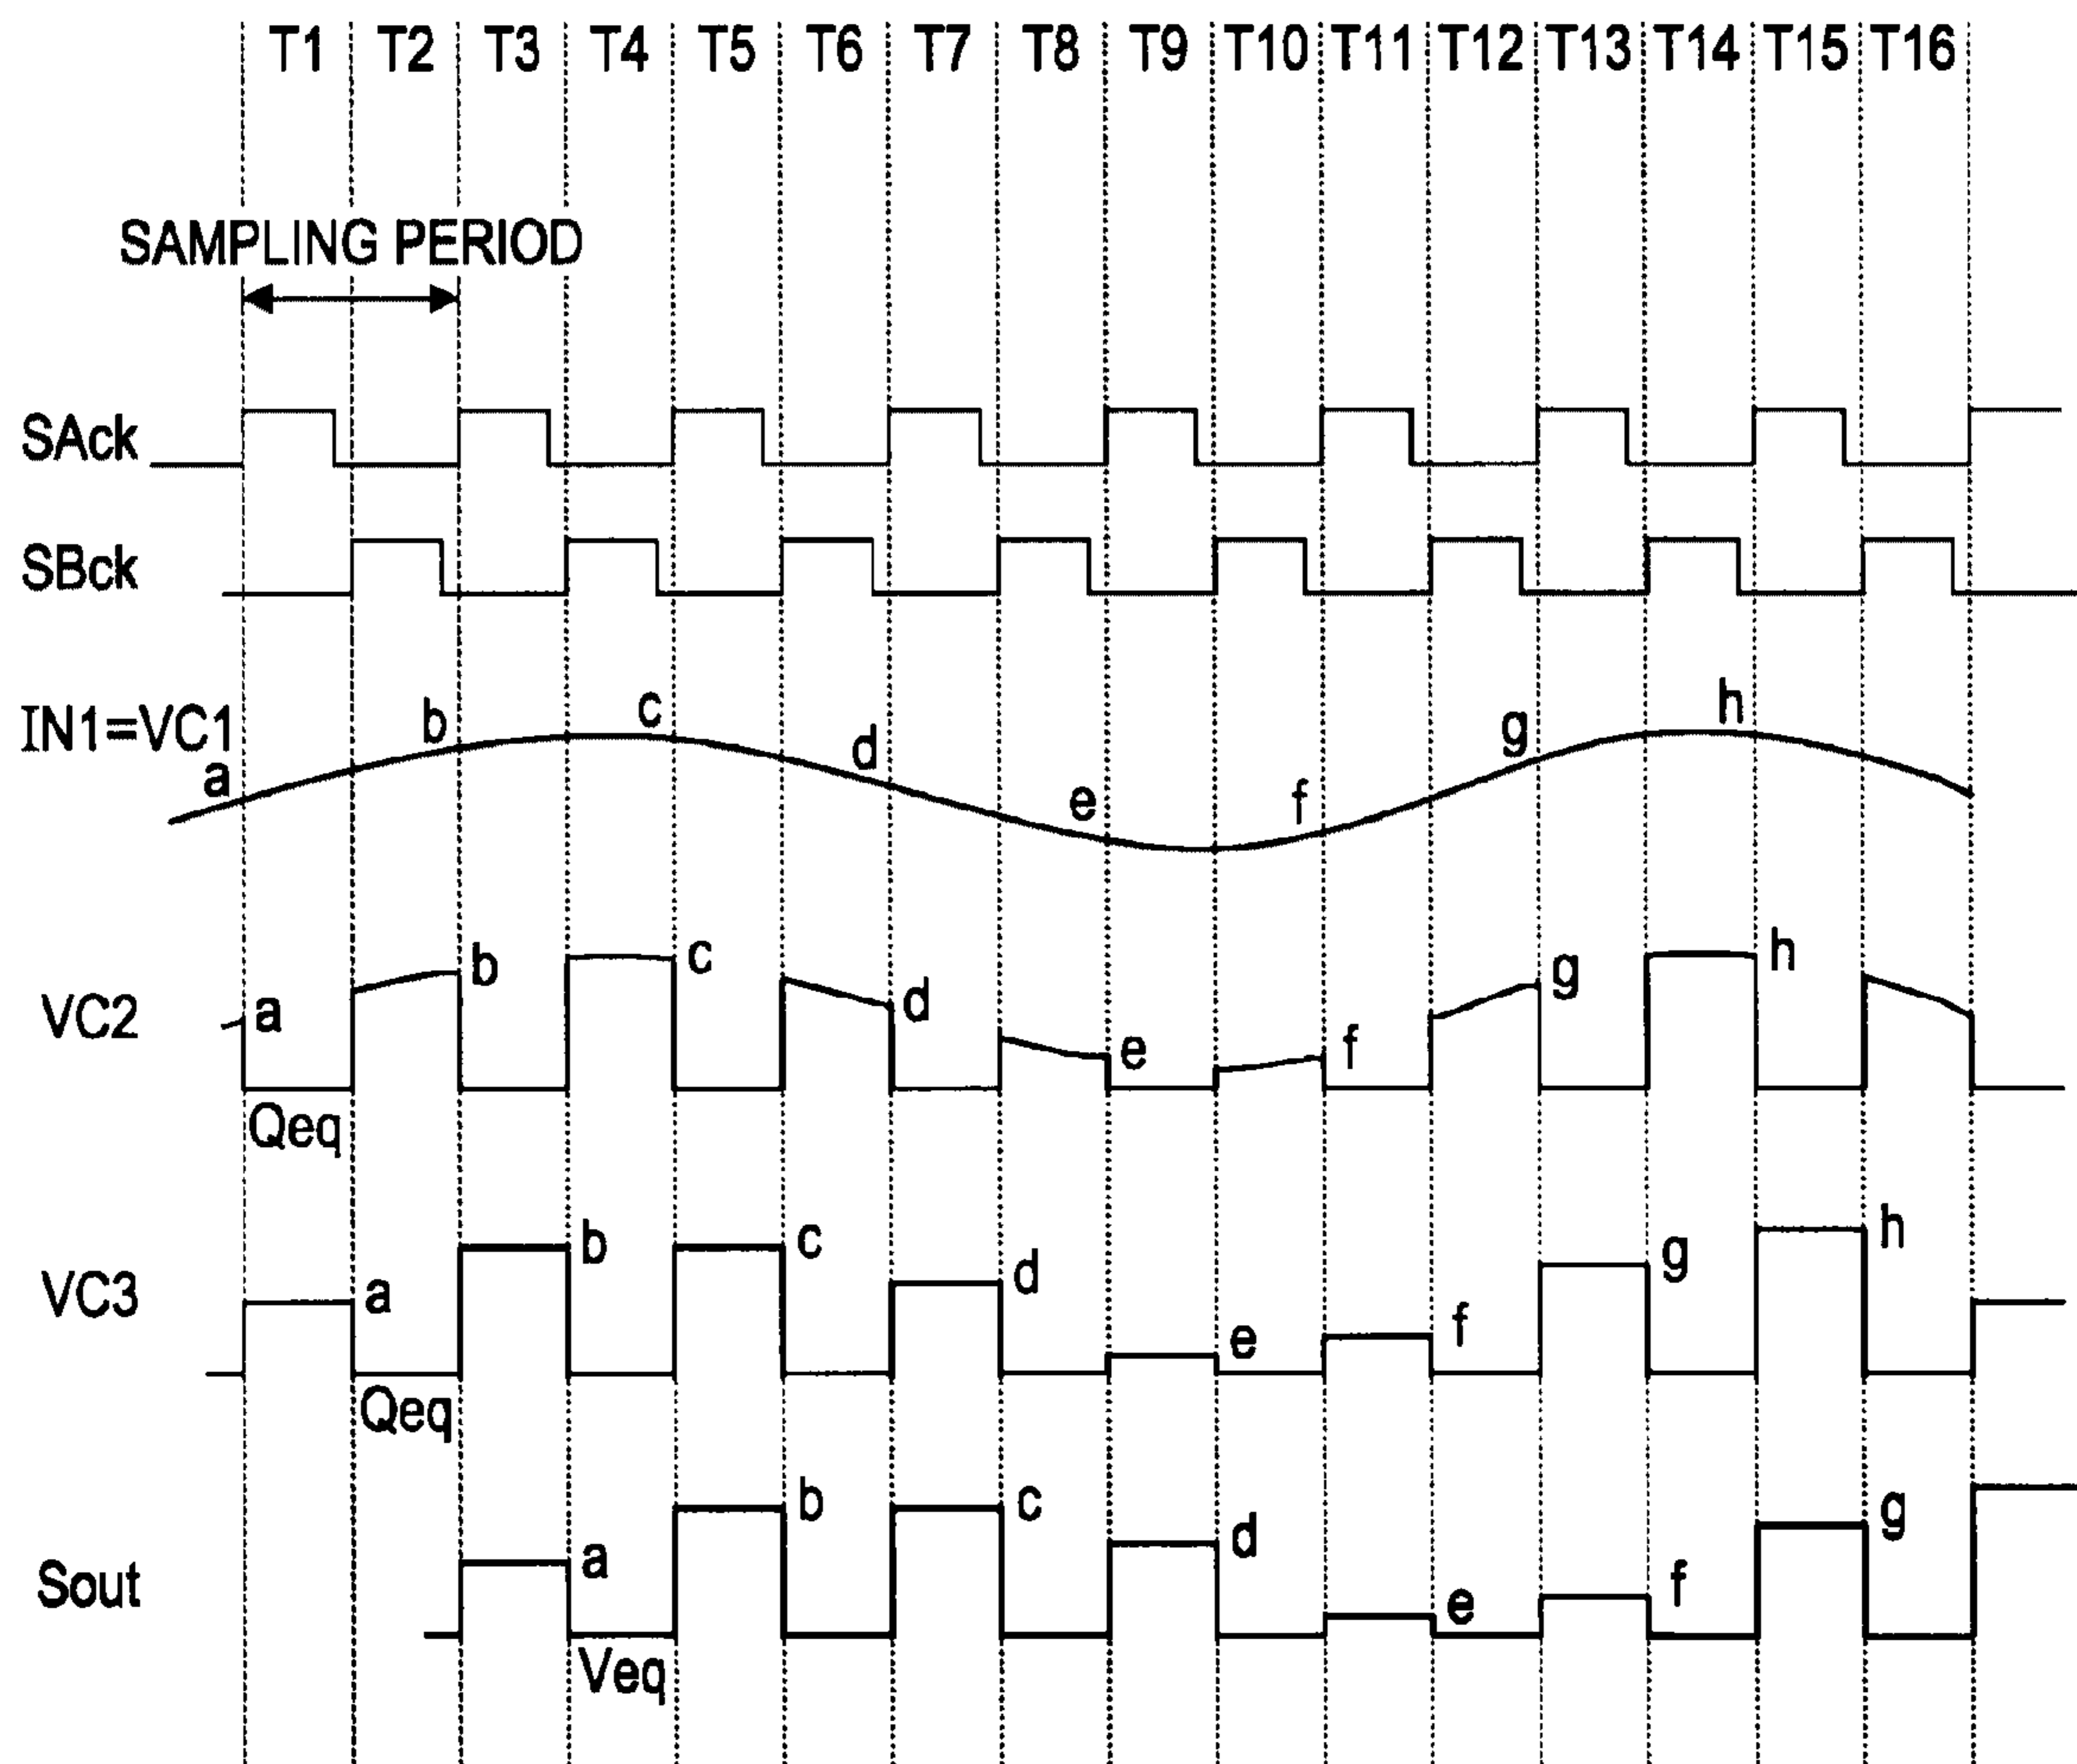 T1 T2 T3 T4 T5 T6 T7 T8 T9 T10 T11 T12 T13 T14 T15 T16
SAMPLING PERIOD
SAck
SBck
IN1=VC1 a b c d e f g h
VC2 a b c d e f g h
Qeq
VC3 a b c d e f g h
Qeq
Sout a b c d e f g
Veq